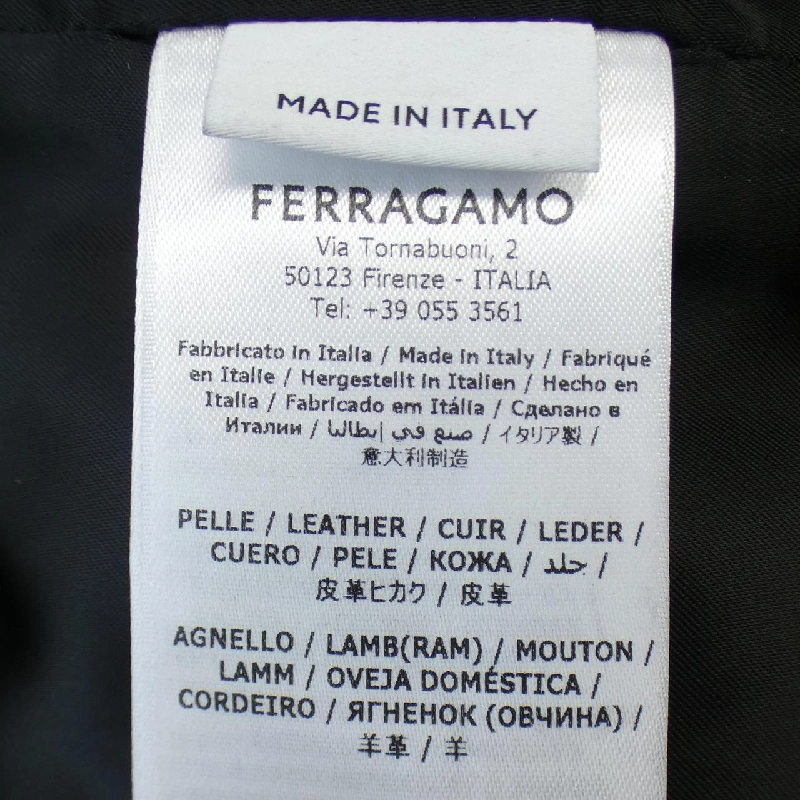 MADE IN ITALY
FERRAGAMO
Via Tornabuoni, 2
50123 Firenze - ITALIA
Tel: +39 055 3561
Fabbricato in Italia / Made in Italy / Fabriqué
en Italie / Hergestellt in Italien / Hecho en
Italia / Fabricado em Itália / Сделано в
Италии / صنع في إيطاليا / イタリア製 /
意大利制造
PELLE / LEATHER / CUIR / LEDER /
CUERO / PELE / КОЖА / جلد /
皮革ヒカク / 皮革
AGNELLO / LAMB(RAM) / MOUTON /
LAMM / OVEJA DOMÉSTICA /
CORDEIRO / ЯГНЕНОК (ОВЧИНА) /
羊革 / 羊